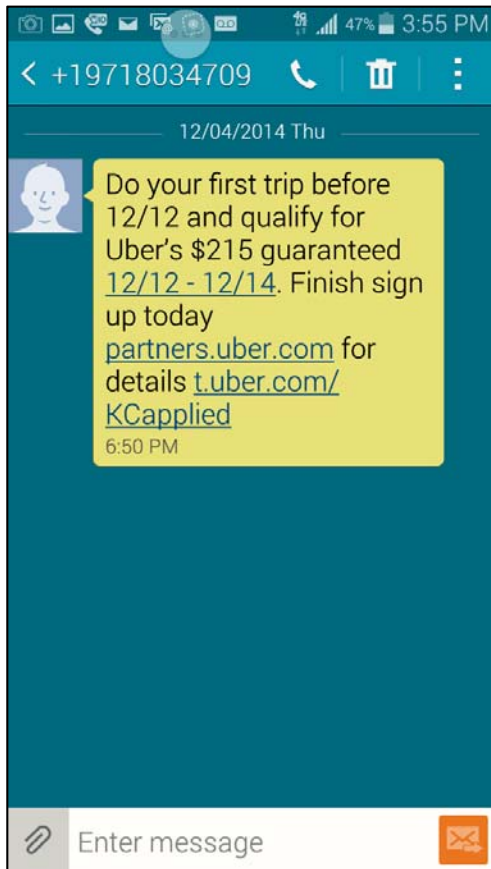 47% 3:55 PM
+19718034709
12/04/2014 Thu
Do your first trip before
12/12 and qualify for
Uber's $215 guaranteed
12/12 - 12/14. Finish sign
up today
partners.uber.com for
details t.uber.com/
KCapplied
6:50 PM
Enter message